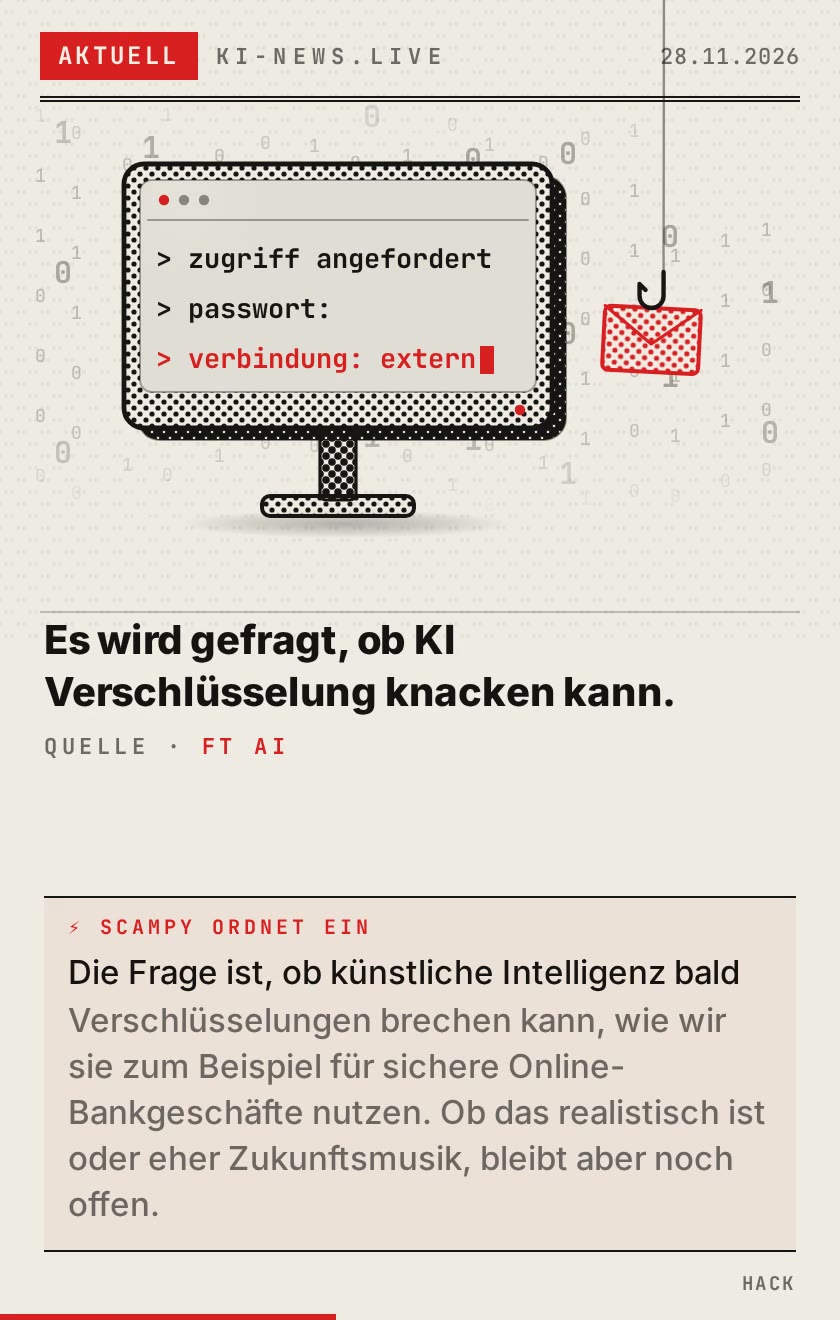 AKTUELL KI-NEWS.LIVE 28.11.2026
> zugriff angefordert
> passwort:
> verbindung: extern
Es wird gefragt, ob KI
Verschlüsselung knacken kann.
QUELLE · FT AI
⚡ SCAMPY ORDNET EIN
Die Frage ist, ob künstliche Intelligenz bald
Verschlüsselungen brechen kann, wie wir
sie zum Beispiel für sichere Online-
Bankgeschäfte nutzen. Ob das realistisch ist
oder eher Zukunftsmusik, bleibt aber noch
offen.
HACK